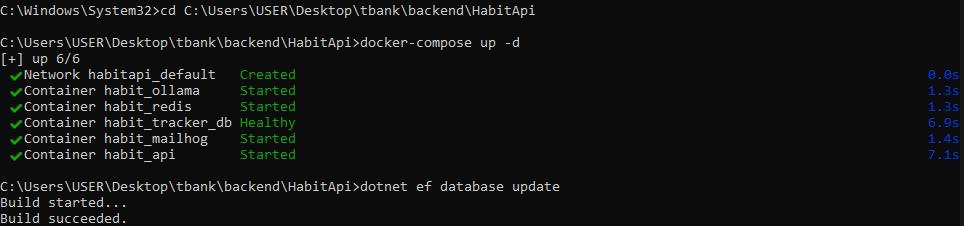 C:\Windows\System32>cd C:\Users\USER\Desktop\tbank\backend\HabitApi
C:\Users\USER\Desktop\tbank\backend\HabitApi>docker-compose up -d
[+] up 6/6
✔Network habitapi_default Created 0.0s
✔Container habit_ollama Started 1.3s
✔Container habit_redis Started 1.3s
✔Container habit_tracker_db Healthy 6.9s
✔Container habit_mailhog Started 1.4s
✔Container habit_api Started 7.1s
C:\Users\USER\Desktop\tbank\backend\HabitApi>dotnet ef database update
Build started...
Build succeeded.